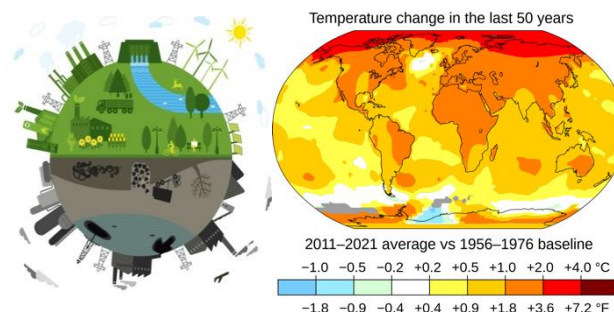 Temperature change in the last 50 years
2011–2021 average vs 1956–1976 baseline
−1.0 −0.5 −0.2 +0.2 +0.5 +1.0 +2.0 +4.0 °C
−1.8 −0.9 −0.4 +0.4 +0.9 +1.8 +3.6 +7.2 °F